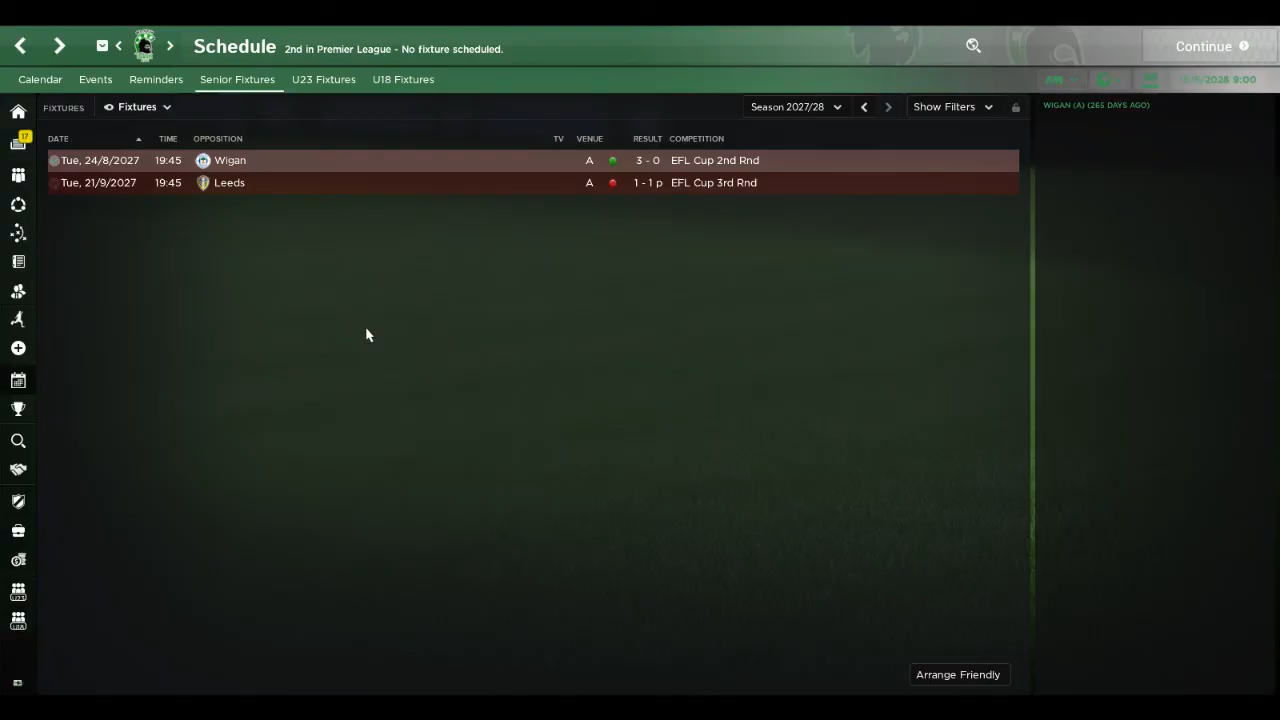 Schedule 2nd in Premier League - No fixture scheduled.
Continue
Calendar Events Reminders Senior Fixtures U23 Fixtures U18 Fixtures
FIXTURES Fixtures Season 2027/28 Show Filters
WIGAN (A) (265 DAYS AGO)
DATE TIME OPPOSITION TV VENUE RESULT COMPETITION
17
Tue, 24/8/2027 19:45 Wigan A 3 - 0 EFL Cup 2nd Rnd
Tue, 21/9/2027 19:45 Leeds A 1 - 1 p EFL Cup 3rd Rnd
Arrange Friendly